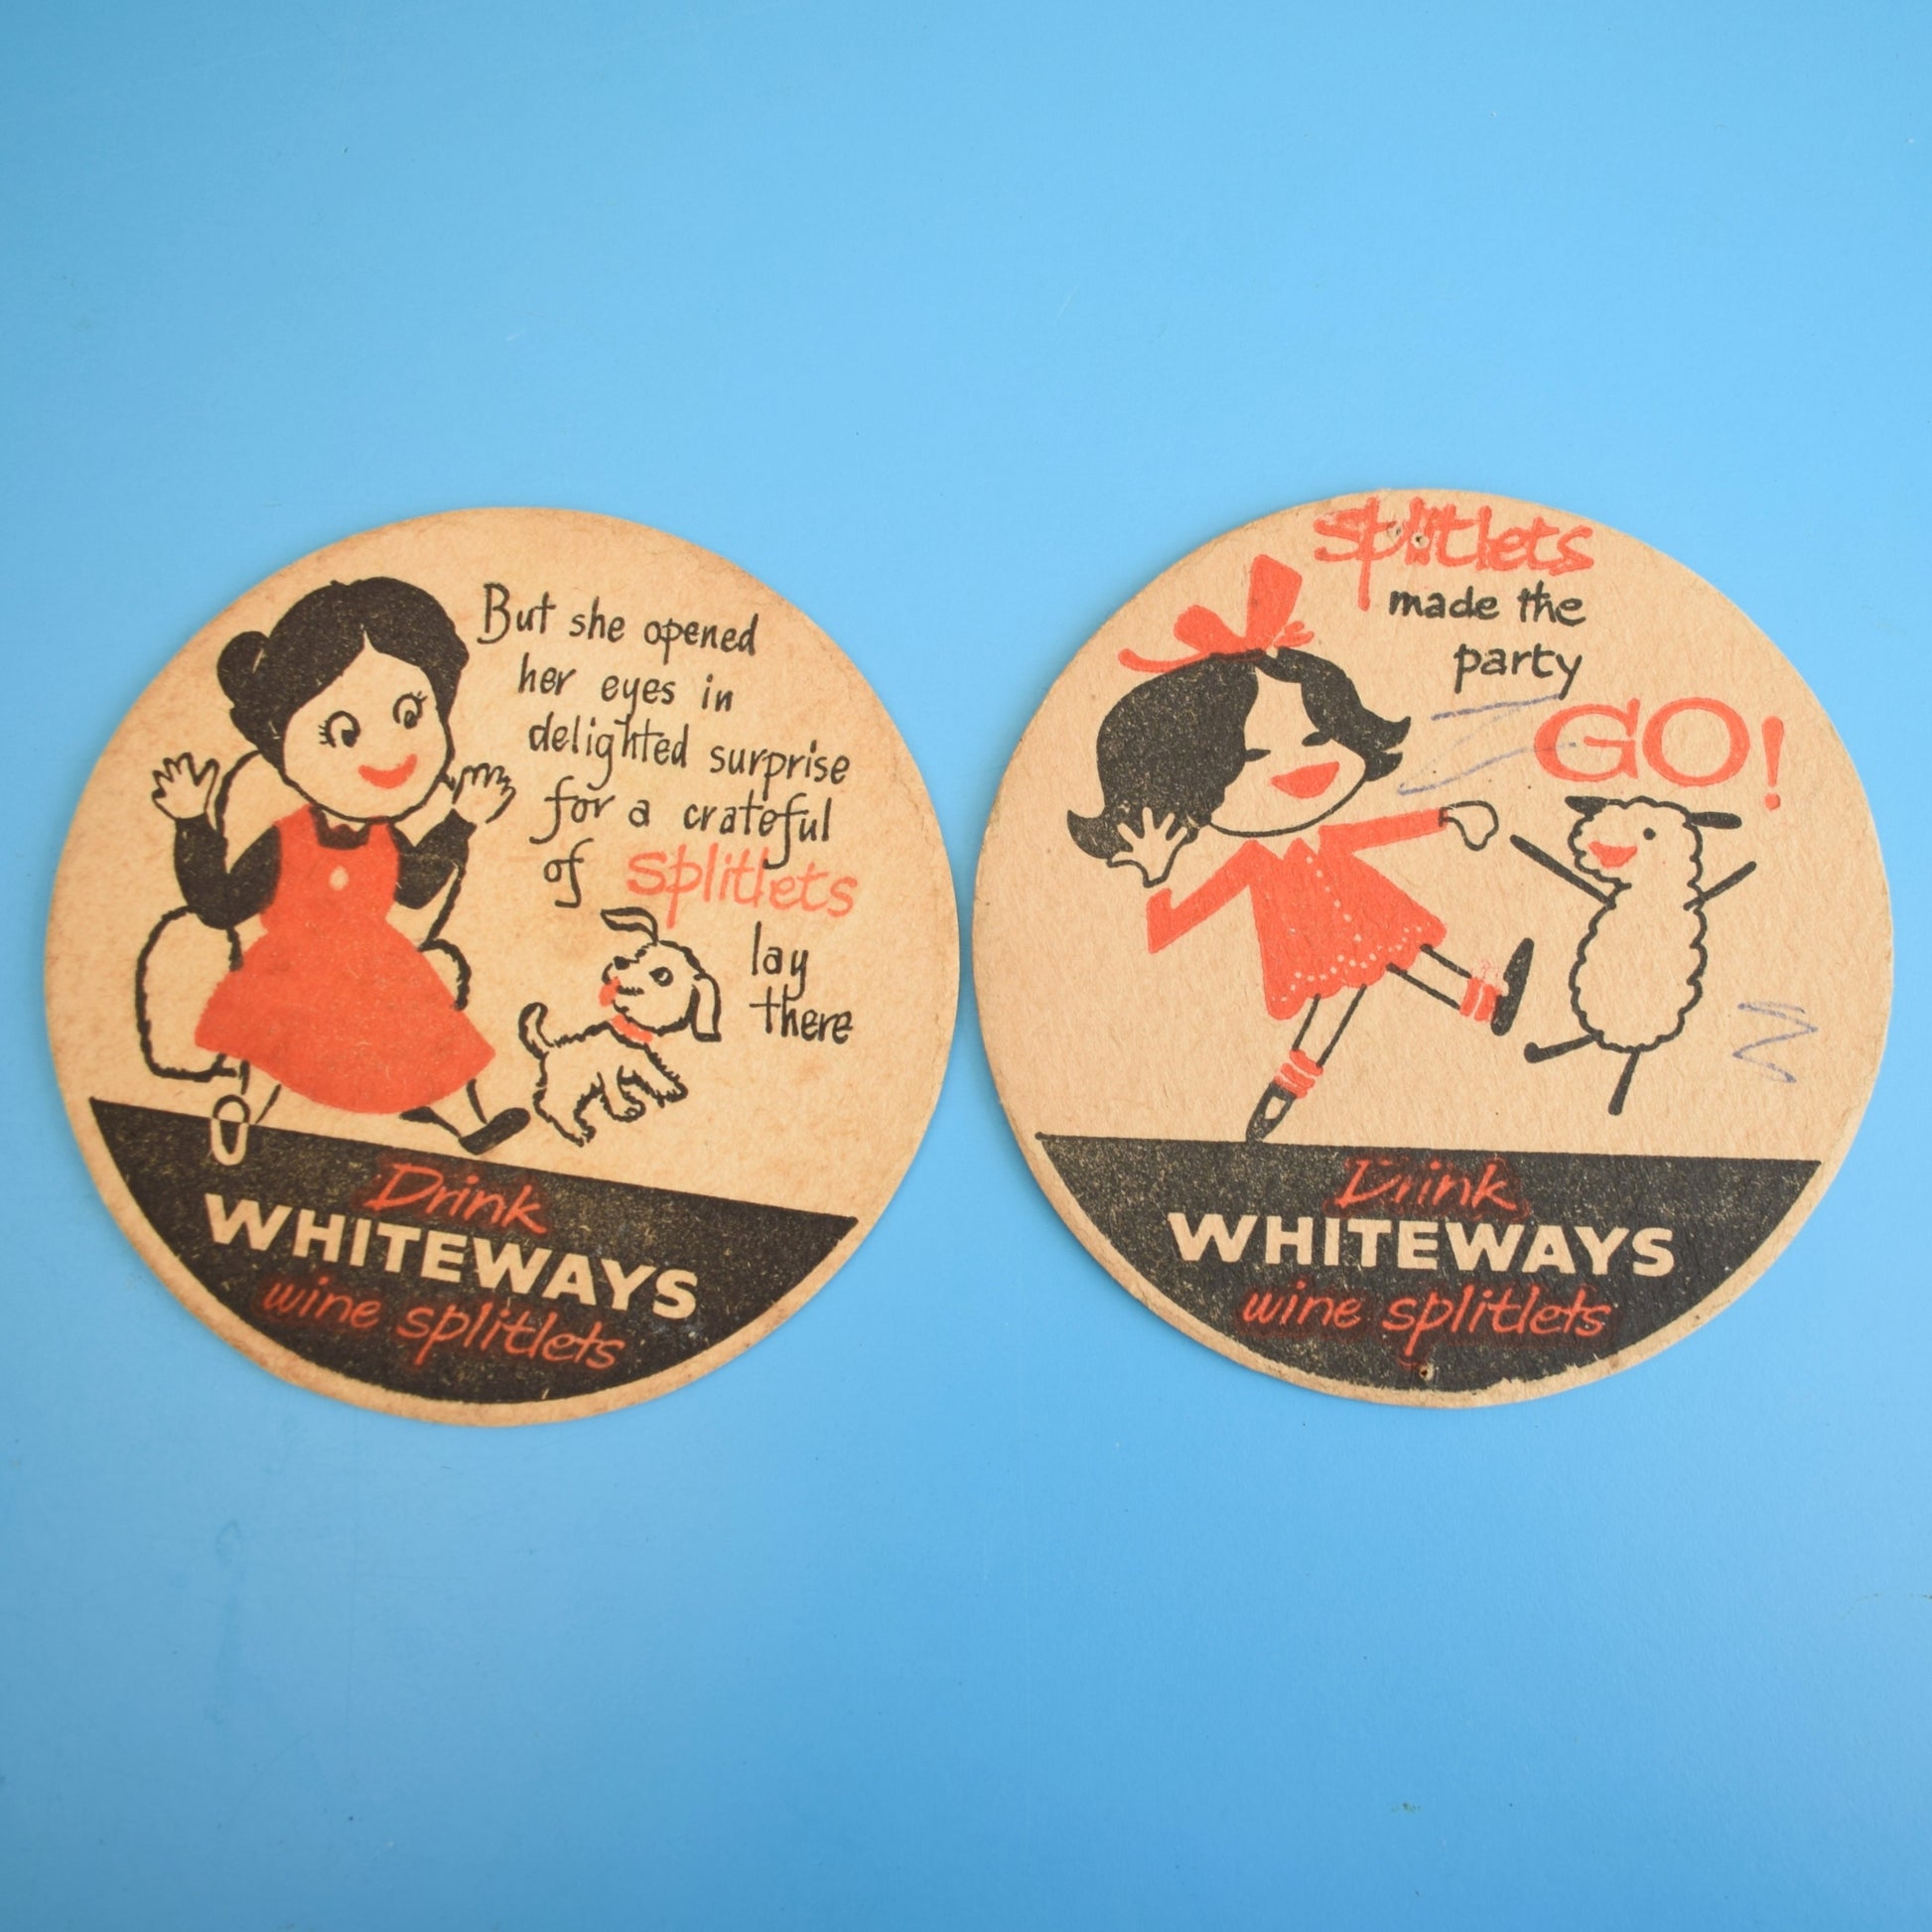 But she opened
her eyes in
delighted surprise
for a crateful
of splitlets
lay
there
Drink
WHITEWAYS
wine splitlets
splitlets
made the
party
GO!
Drink
WHITEWAYS
wine splitlets